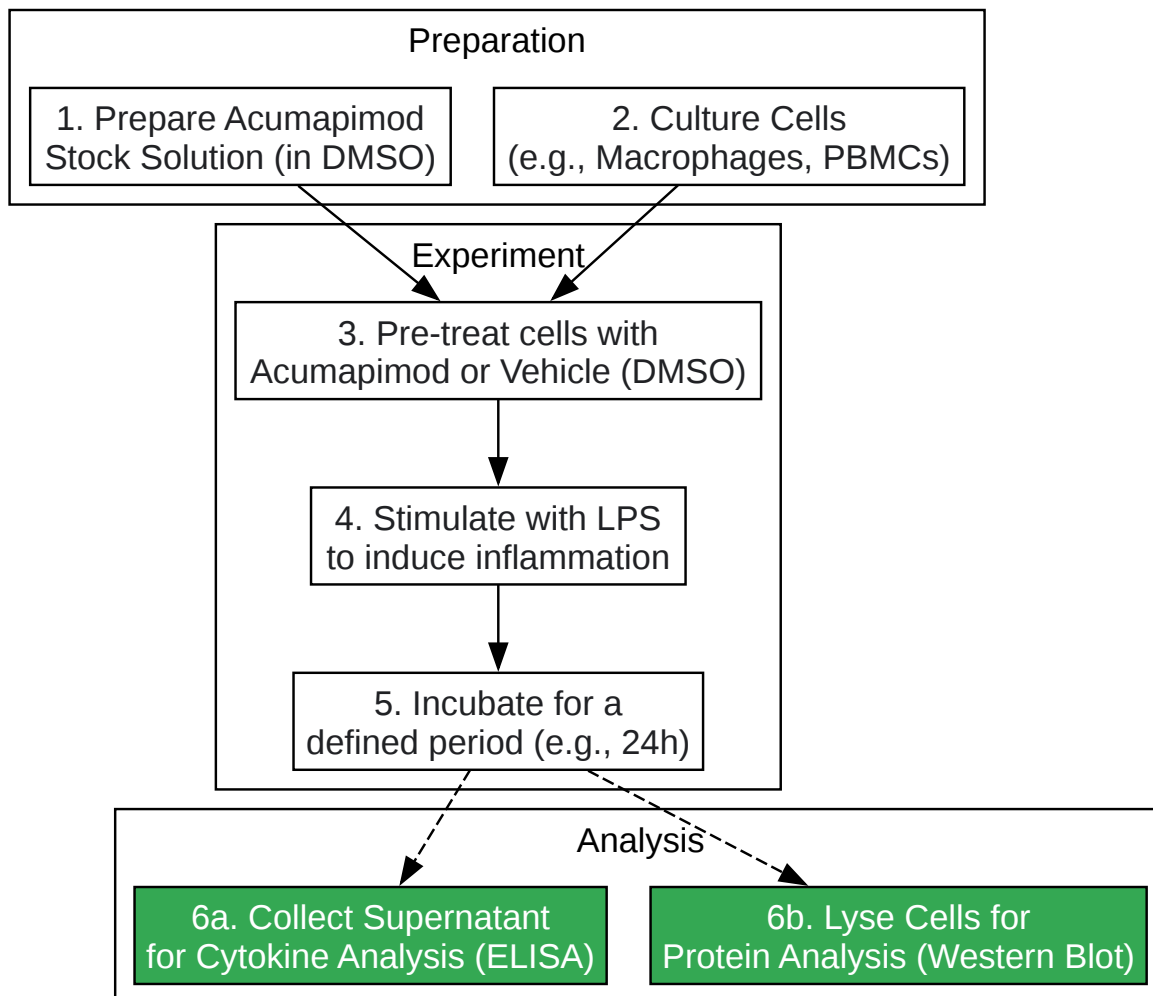 Preparation
1. Prepare Acumapimod
Stock Solution (in DMSO)
2. Culture Cells
(e.g., Macrophages, PBMCs)
Experiment
3. Pre-treat cells with
Acumapimod or Vehicle (DMSO)
4. Stimulate with LPS
to induce inflammation
5. Incubate for a
defined period (e.g., 24h)
Analysis
6a. Collect Supernatant
for Cytokine Analysis (ELISA)
6b. Lyse Cells for
Protein Analysis (Western Blot)